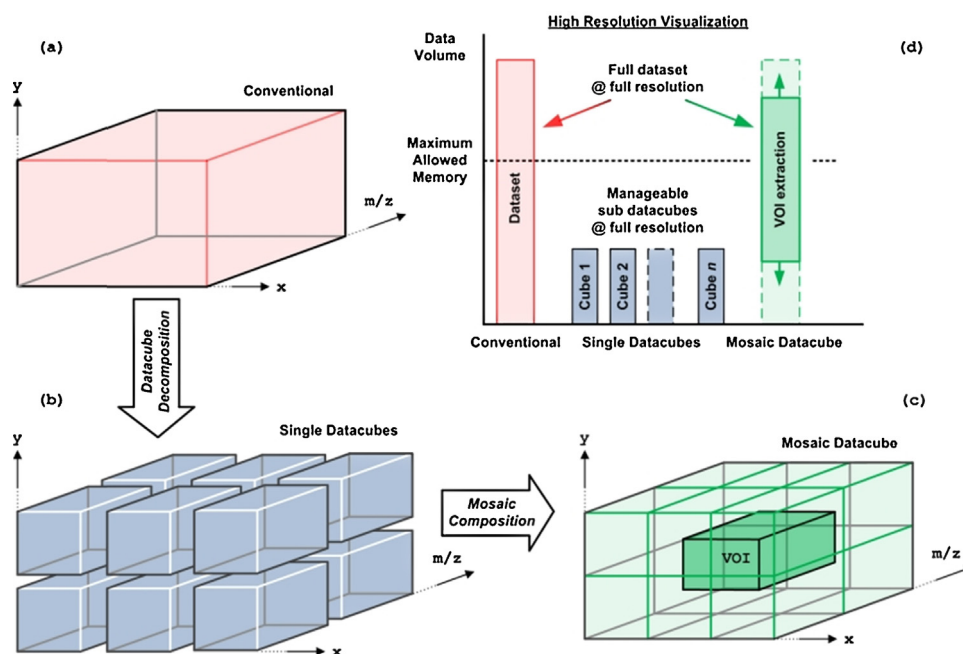 (a)
y
Conventional
m/z
x
Datacube
Decomposition
High Resolution Visualization
(d)
Data
Volume
Full dataset
@ full resolution
Maximum
Allowed
Memory
Manageable
sub datacubes
@ full resolution
Dataset
Cube 1
Cube 2
Cube n
VOI extraction
Conventional
Single Datacubes
Mosaic Datacube
(b)
y
Single Datacubes
m/z
x
Mosaic
Composition
(c)
y
Mosaic Datacube
VOI
m/z
x